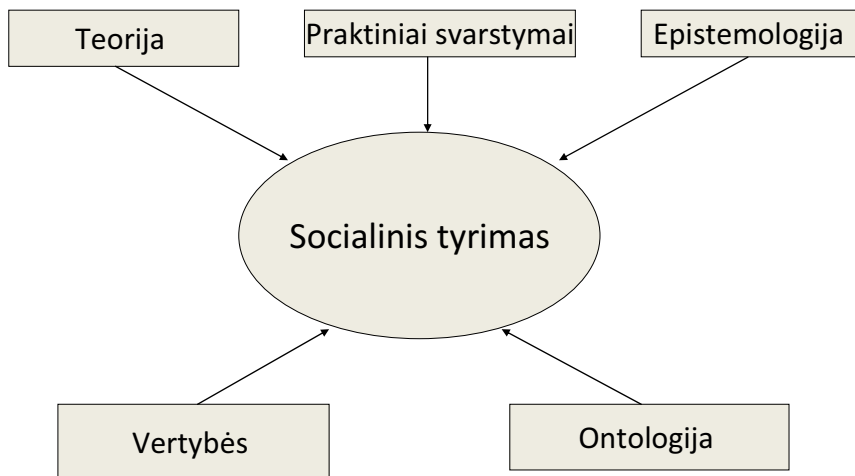 Teorija
Praktiniai svarstymai
Epistemologija
Socialinis tyrimas
Vertybės
Ontologija